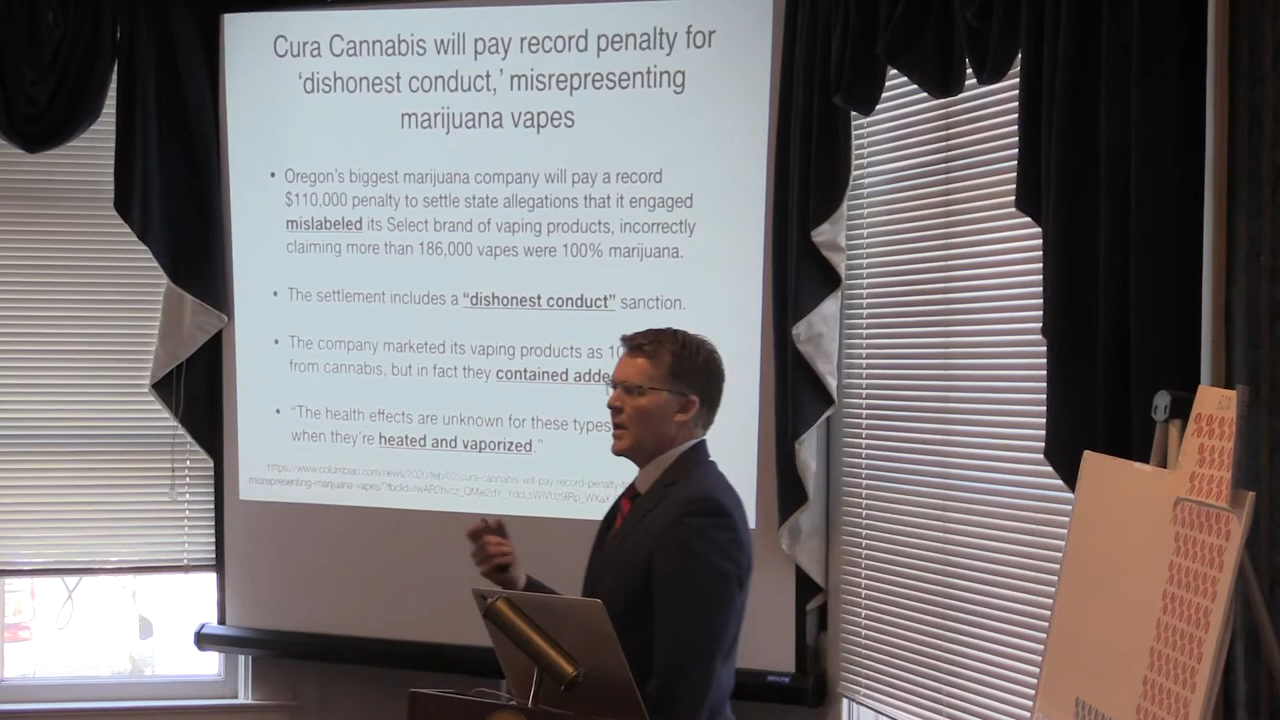 Cura Cannabis will pay record penalty for
‘dishonest conduct,’ misrepresenting
marijuana vapes
• Oregon's biggest marijuana company will pay a record
$110,000 penalty to settle state allegations that it engaged
mislabeled its Select brand of vaping products, incorrectly
claiming more than 186,000 vapes were 100% marijuana.
• The settlement includes a “dishonest conduct” sanction.
• The company marketed its vaping products as
from cannabis, but in fact they contained
• “The health effects are unknown for these types
when they're heated and vaporized.”